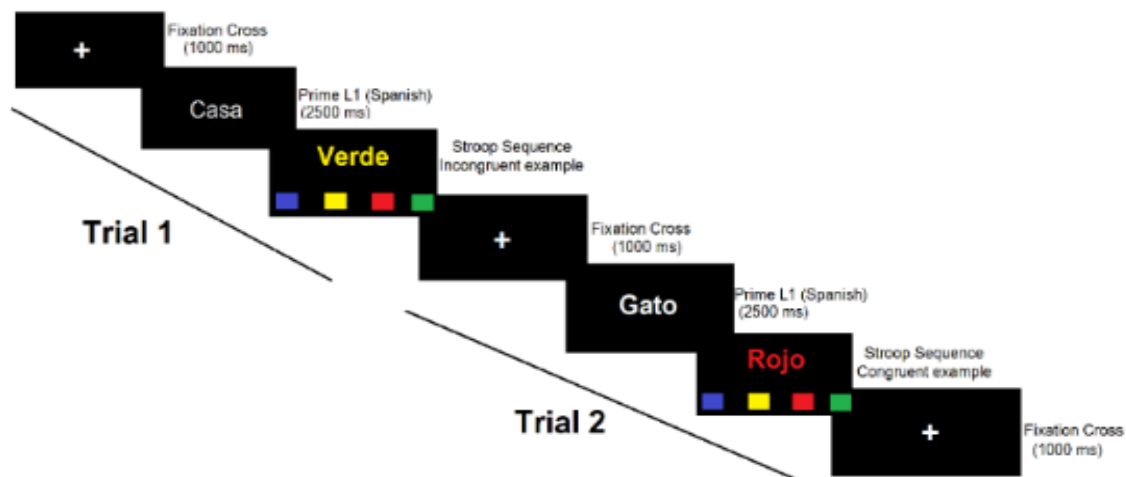 +
Fixation Cross
(1000 ms)
Casa
Prime L1 (Spanish)
(2500 ms)
Verde
Stroop Sequence
Incongruent example
Trial 1
+
Fixation Cross
(1000 ms)
Gato
Prime L1 (Spanish)
(2500 ms)
Rojo
Stroop Sequence
Congruent example
Trial 2
+
Fixation Cross
(1000 ms)